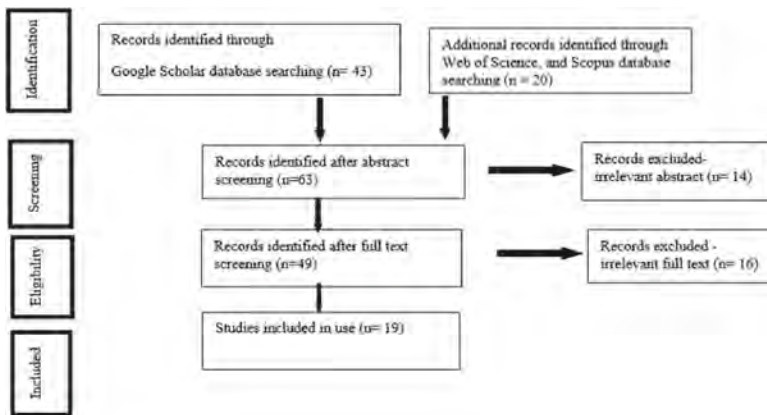 Identification
Records identified through
Google Scholar database searching (n= 43)
Additional records identified through
Web of Science, and Scopus database
searching (n = 20)
Screening
Records identified after abstract
screening (n=63)
Records excluded-
irrelevant abstract (n= 14)
Eligibility
Records identified after full text
screening (n=49)
Records excluded -
irrelevant full text (n= 16)
Included
Studies included in use (n= 19)